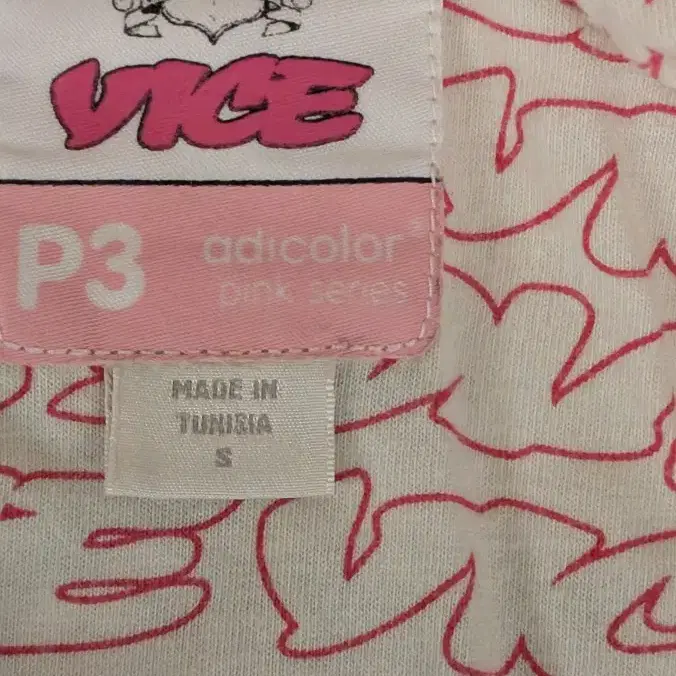 VICE
P3
adicolor
pink series
MADE IN
TUNISIA
S